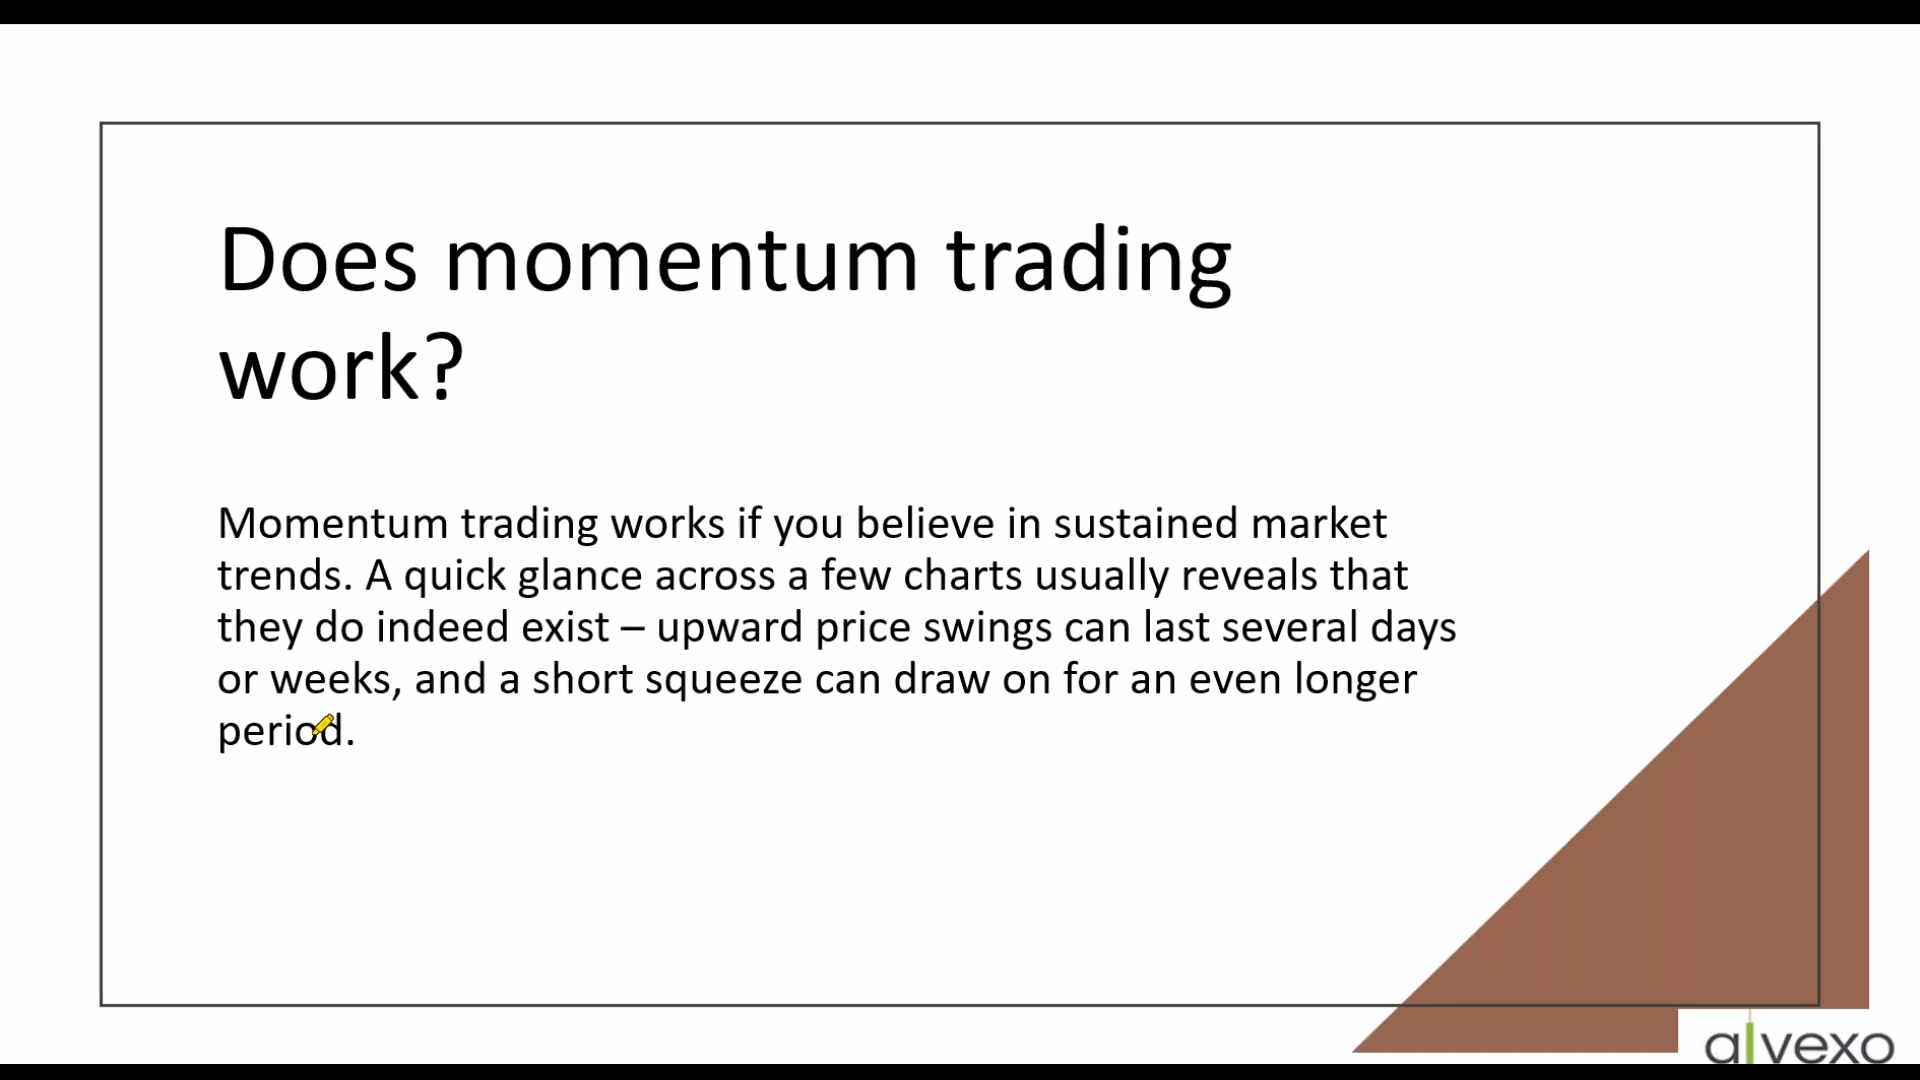 Does momentum trading
work?
Momentum trading works if you believe in sustained market
trends. A quick glance across a few charts usually reveals that
they do indeed exist – upward price swings can last several days
or weeks, and a short squeeze can draw on for an even longer
period.
alvexo